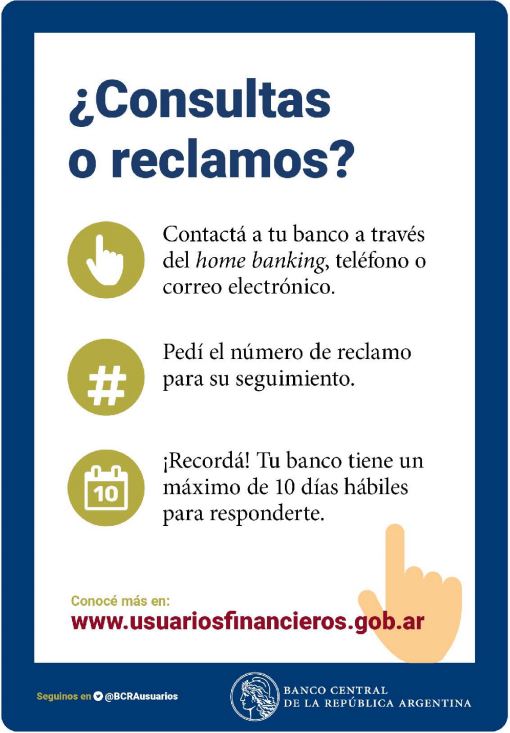 ¿Consultas
o reclamos?
Contactá a tu banco a través
del home banking, teléfono o
correo electrónico.
#
Pedí el número de reclamo
para su seguimiento.
10
¡Recordá! Tu banco tiene un
máximo de 10 días hábiles
para responderte.
Conocé más en:
www.usuariosfinancieros.gob.ar
Seguinos en @BCRAusuarios
BANCO CENTRAL
DE LA REPÚBLICA ARGENTINA